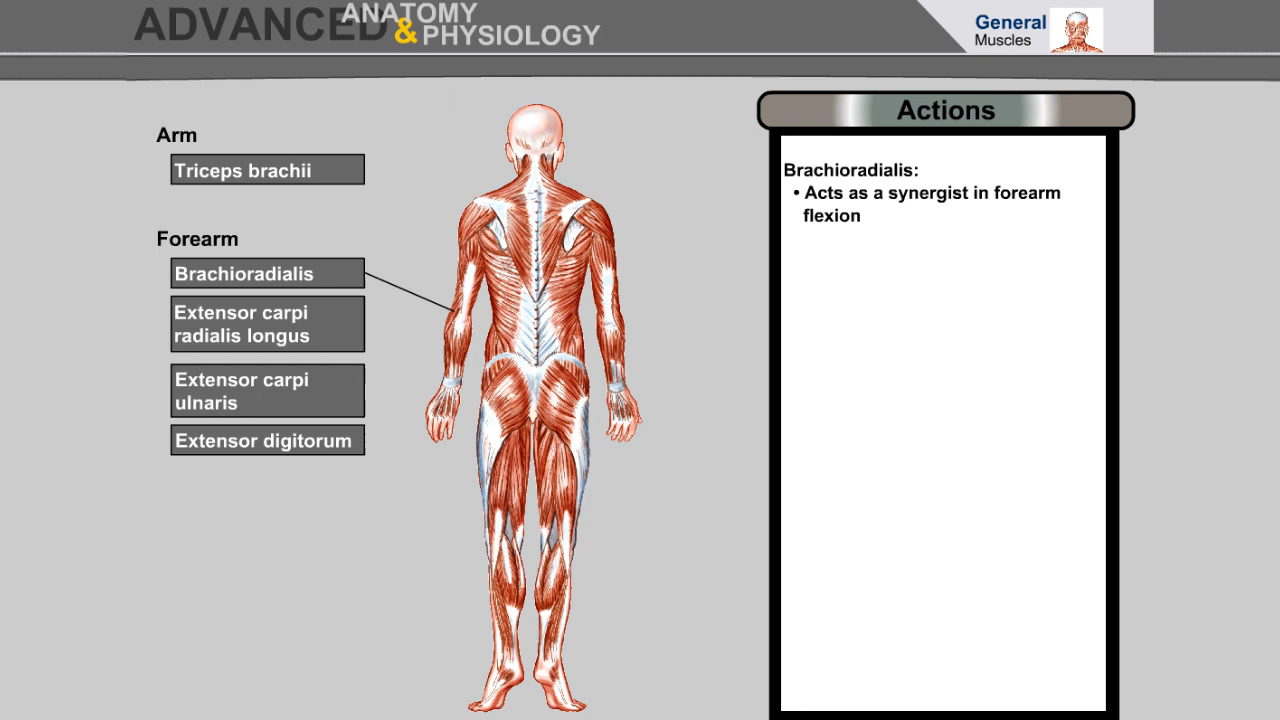 ADVANCED ANATOMY
& PHYSIOLOGY
General
Muscles
Arm
Triceps brachii
Forearm
Brachioradialis
Extensor carpi
radialis longus
Extensor carpi
ulnaris
Extensor digitorum
Actions
Brachioradialis:
• Acts as a synergist in forearm
flexion